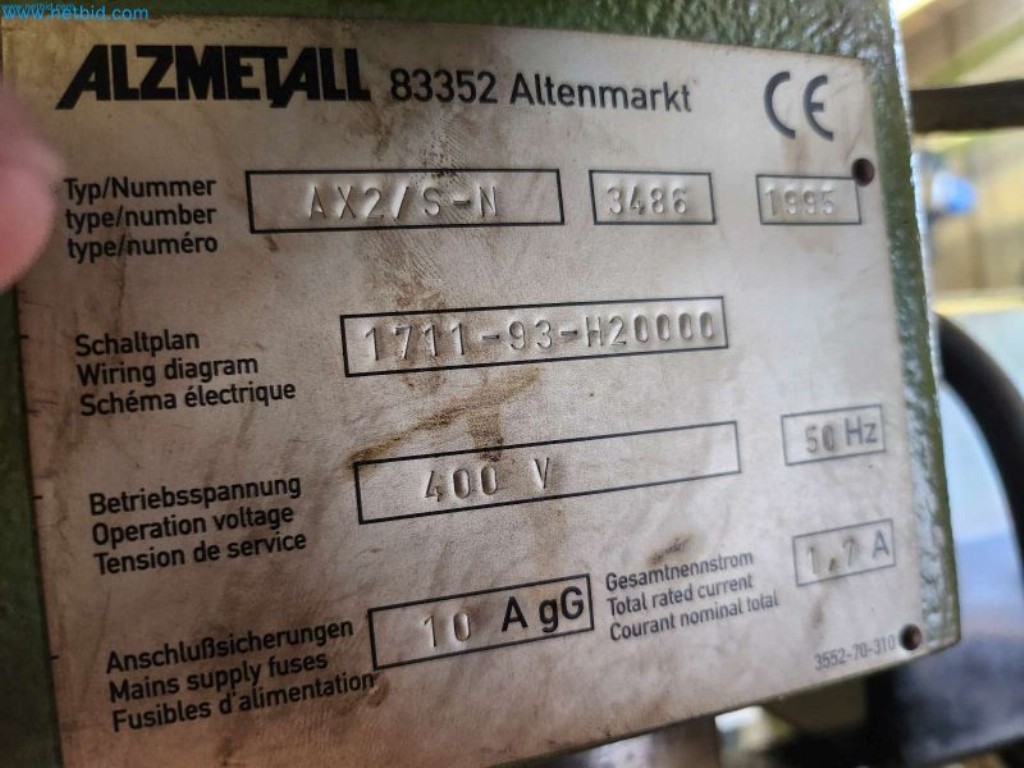 www.netbid.com
ALZMETALL 83352 Altenmarkt CE
Typ/Nummer
type/number
type/numéro
AX2/S-N 3486 1995
Schaltplan
Wiring diagram
Schéma électrique
1711-93-H20000
Betriebsspannung
Operation voltage
Tension de service
400 V 50 Hz
Anschlußsicherungen
Mains supply fuses
Fusibles d'alimentation
10 A gG
Gesamtnennstrom
Total rated current
Courant nominal total
1,7 A
3552-70-310